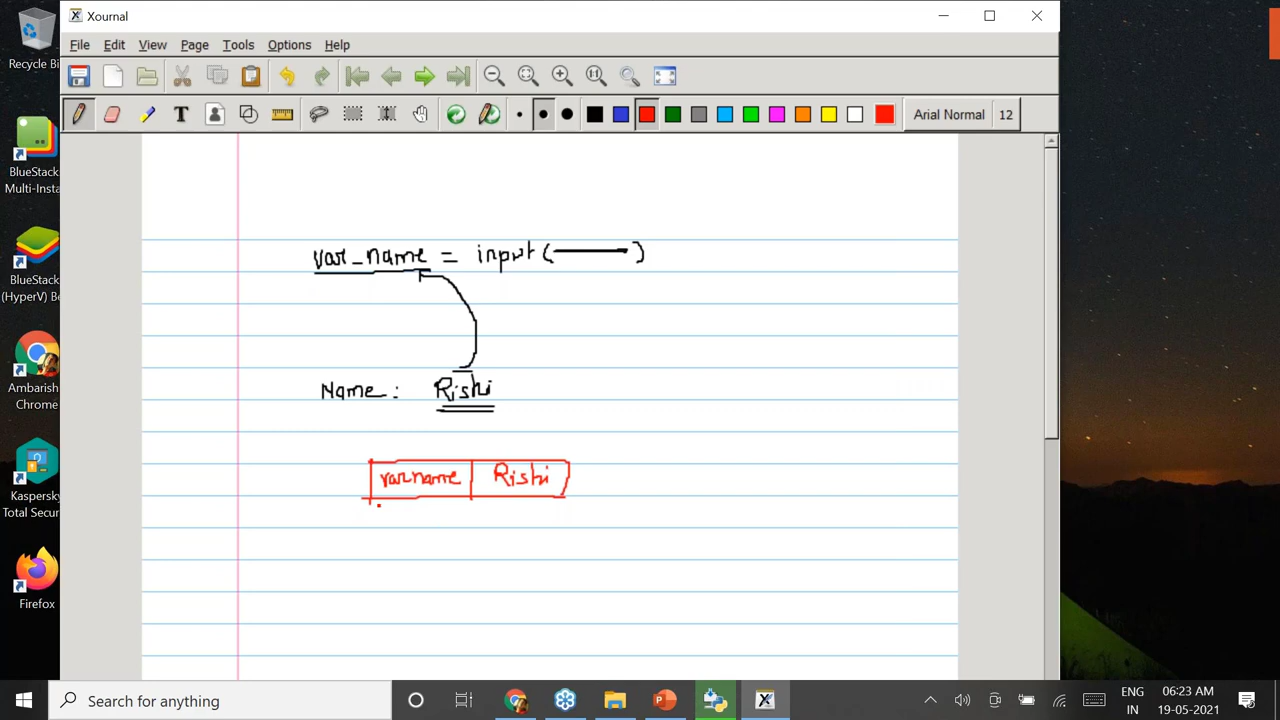 Recycle Bi
Xournal
File Edit View Page Tools Options Help
Arial Normal 12
BlueStack
Multi-Insta
BlueStack
(HyperV) Be
Ambarish
Chrome
Kaspersky
Total Secur
Firefox
var_name = input( )
Name: Rishi
varname Rishi
Search for anything
ENG
IN
06:23 AM
19-05-2021